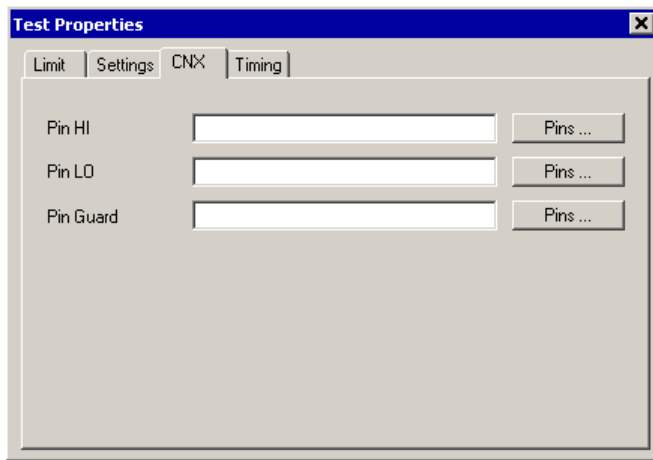 Test Properties
Limit Settings CNX Timing
Pin HI Pins ...
Pin LO Pins ...
Pin Guard Pins ...